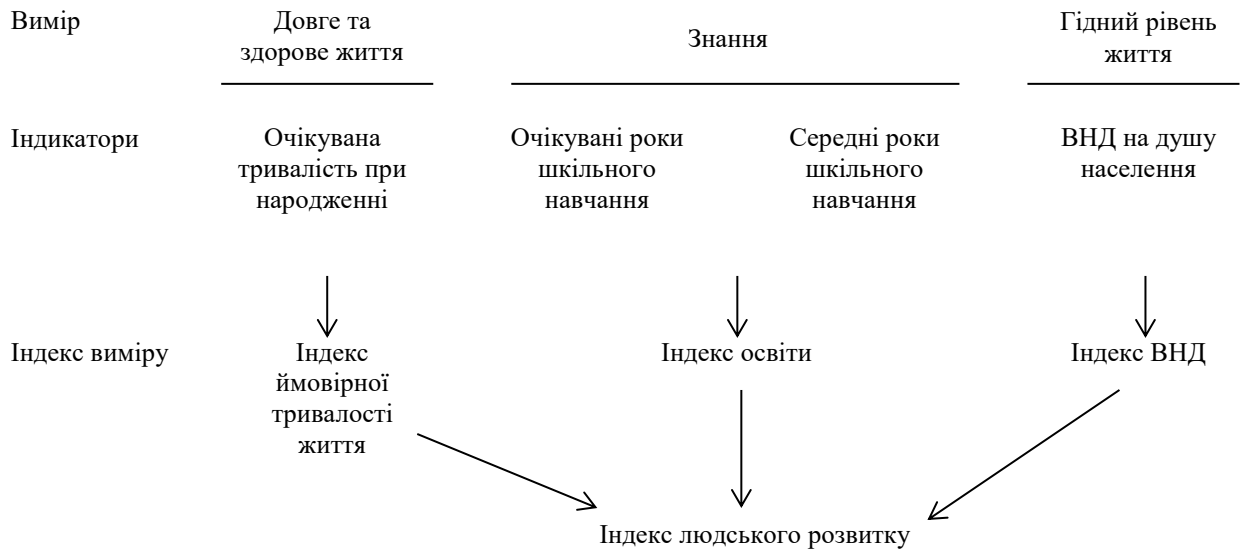 Вимір
Довге та
здорове життя
Знання
Гідний рівень
життя
Індикатори
Очікувана
тривалість при
народженні
Очікувані роки
шкільного
навчання
Середні роки
шкільного
навчання
ВНД на душу
населення
Індекс виміру
Індекс
ймовірної
тривалості
життя
Індекс освіти
Індекс ВНД
Індекс людського розвитку